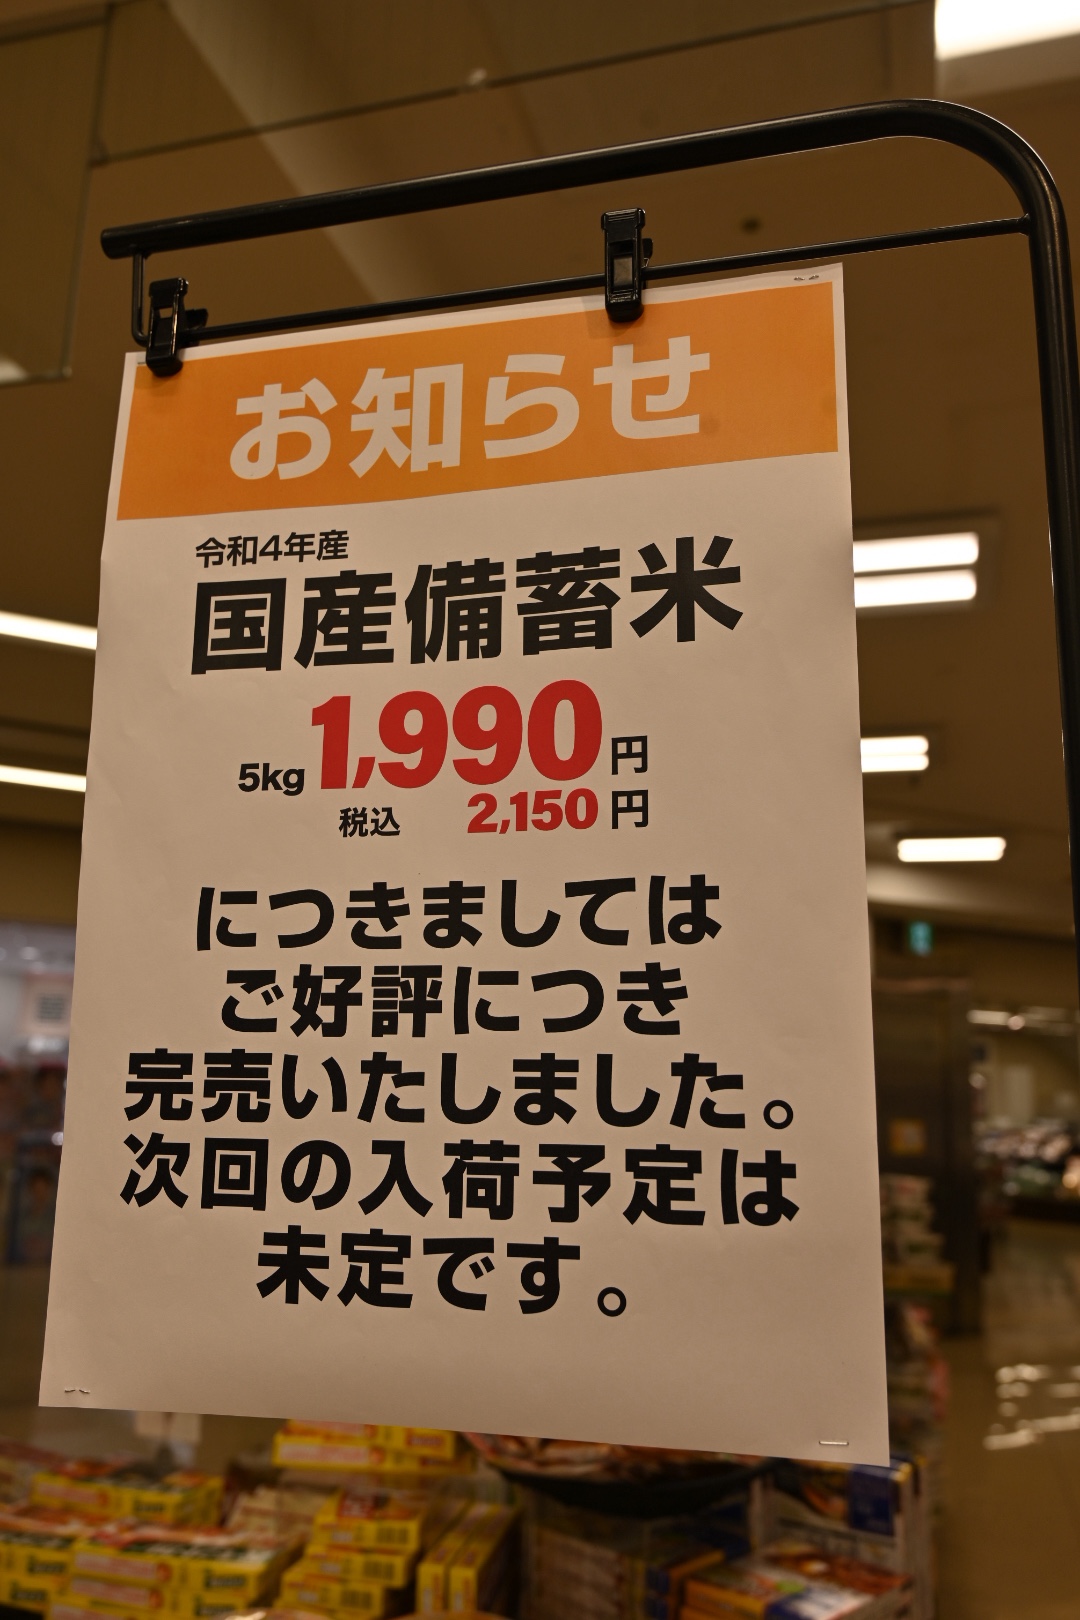 お知らせ
令和4年産
国産備蓄米
5kg 1,990円
税込 2,150円
につきましては
ご好評につき
完売いたしました。
次回の入荷予定は
未定です。